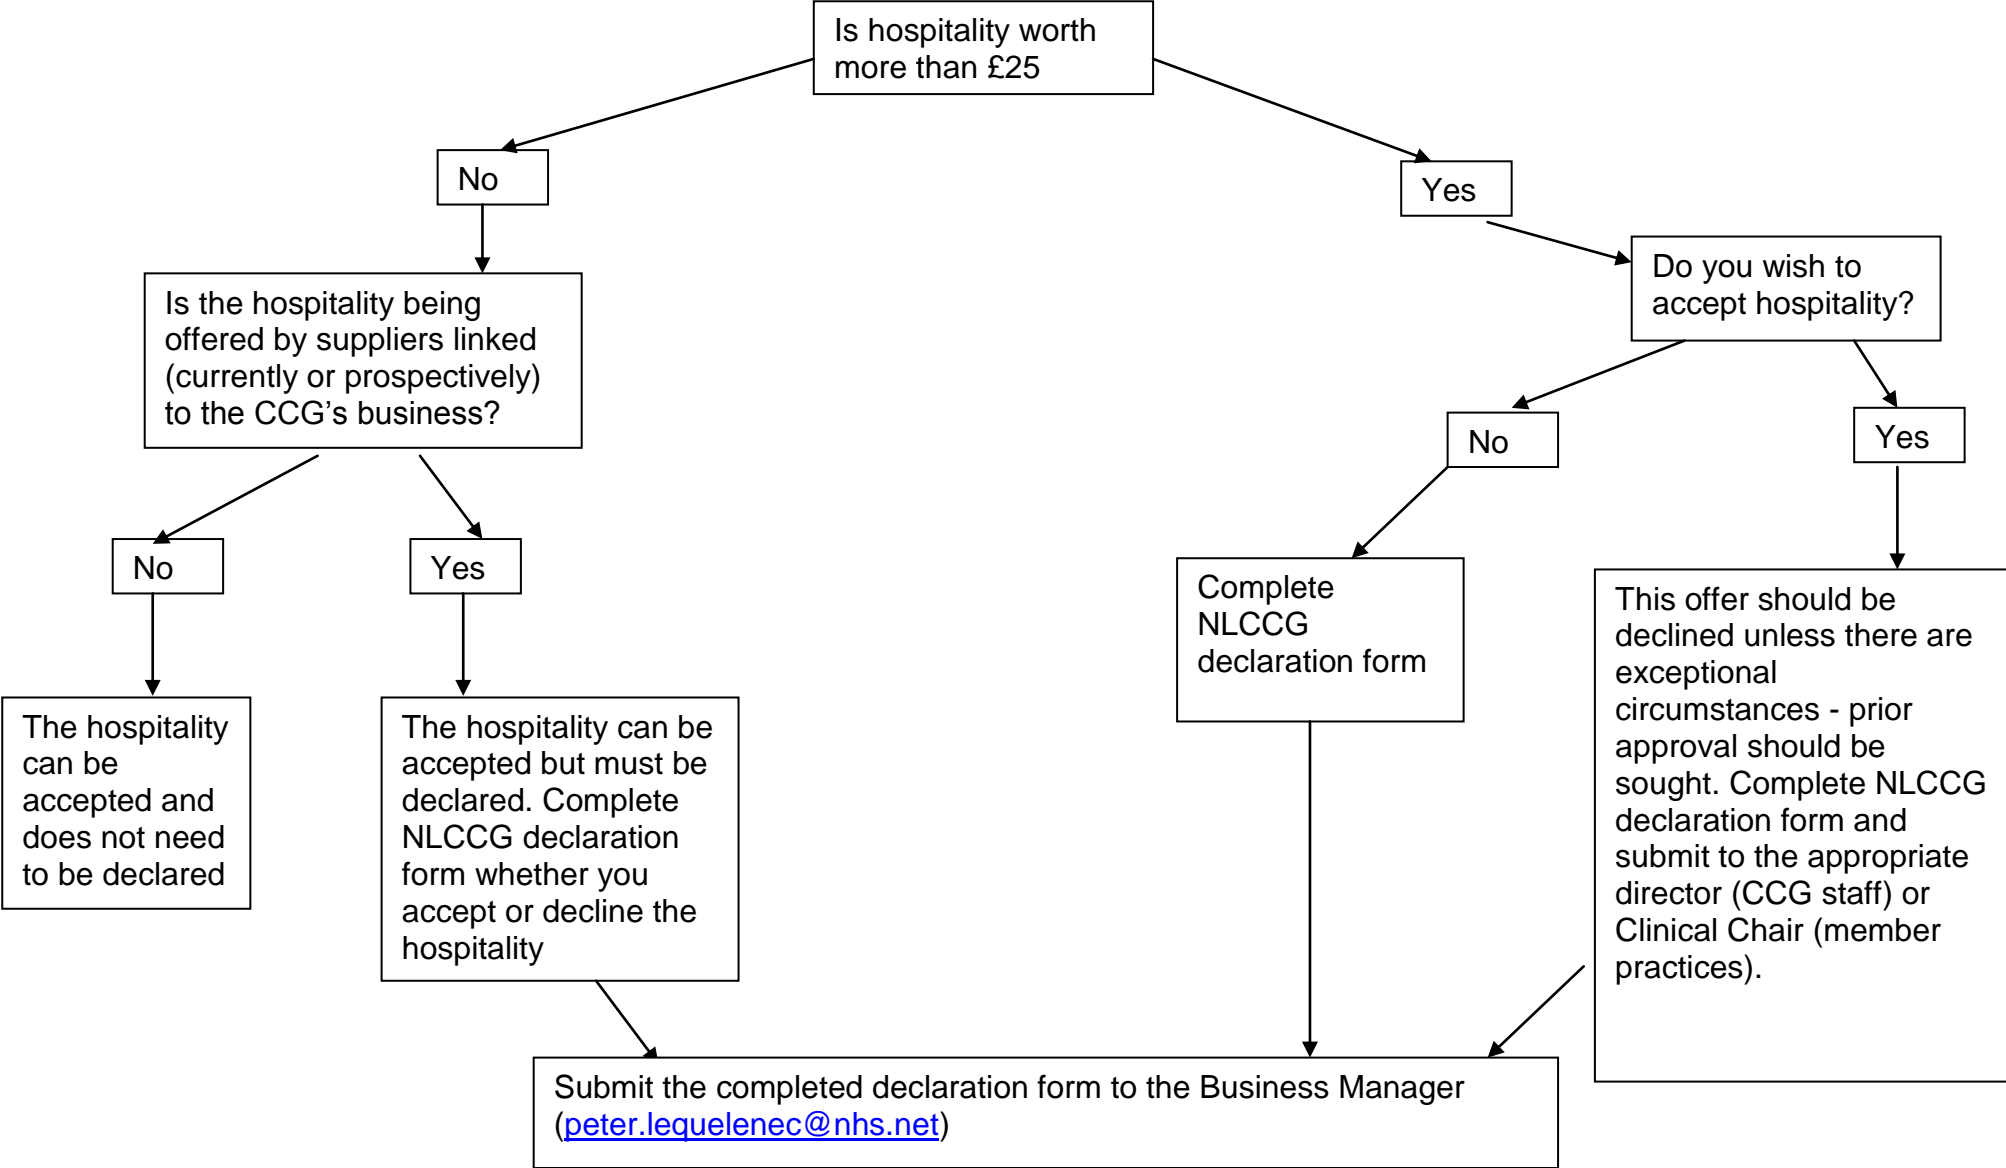 Is hospitality worth
more than £25
No
Yes
Is the hospitality being
offered by suppliers linked
(currently or prospectively)
to the CCG’s business?
Do you wish to
accept hospitality?
No
Yes
No
Yes
The hospitality
can be
accepted and
does not need
to be declared
The hospitality can be
accepted but must be
declared. Complete
NLCCG declaration
form whether you
accept or decline the
hospitality
Complete
NLCCG
declaration form
This offer should be
declined unless there are
exceptional
circumstances - prior
approval should be
sought. Complete NLCCG
declaration form and
submit to the appropriate
director (CCG staff) or
Clinical Chair (member
practices).
Submit the completed declaration form to the Business Manager
(peter.lequelenec@nhs.net)